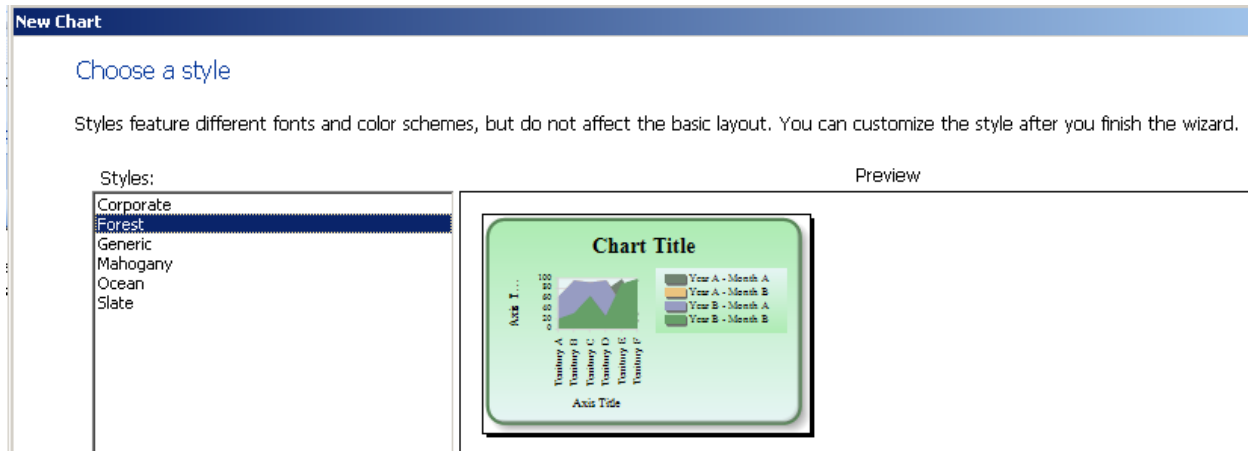 New Chart
Choose a style
Styles feature different fonts and color schemes, but do not affect the basic layout. You can customize the style after you finish the wizard.
Styles:
Preview
Corporate
Forest
Generic
Mahogany
Ocean
Slate
Chart Title
Axis T...
100
80
60
40
20
0
Year A - Month A
Year A - Month B
Year B - Month A
Year B - Month B
Territory A
Territory B
Territory C
Territory D
Territory E
Territory F
Axis Title